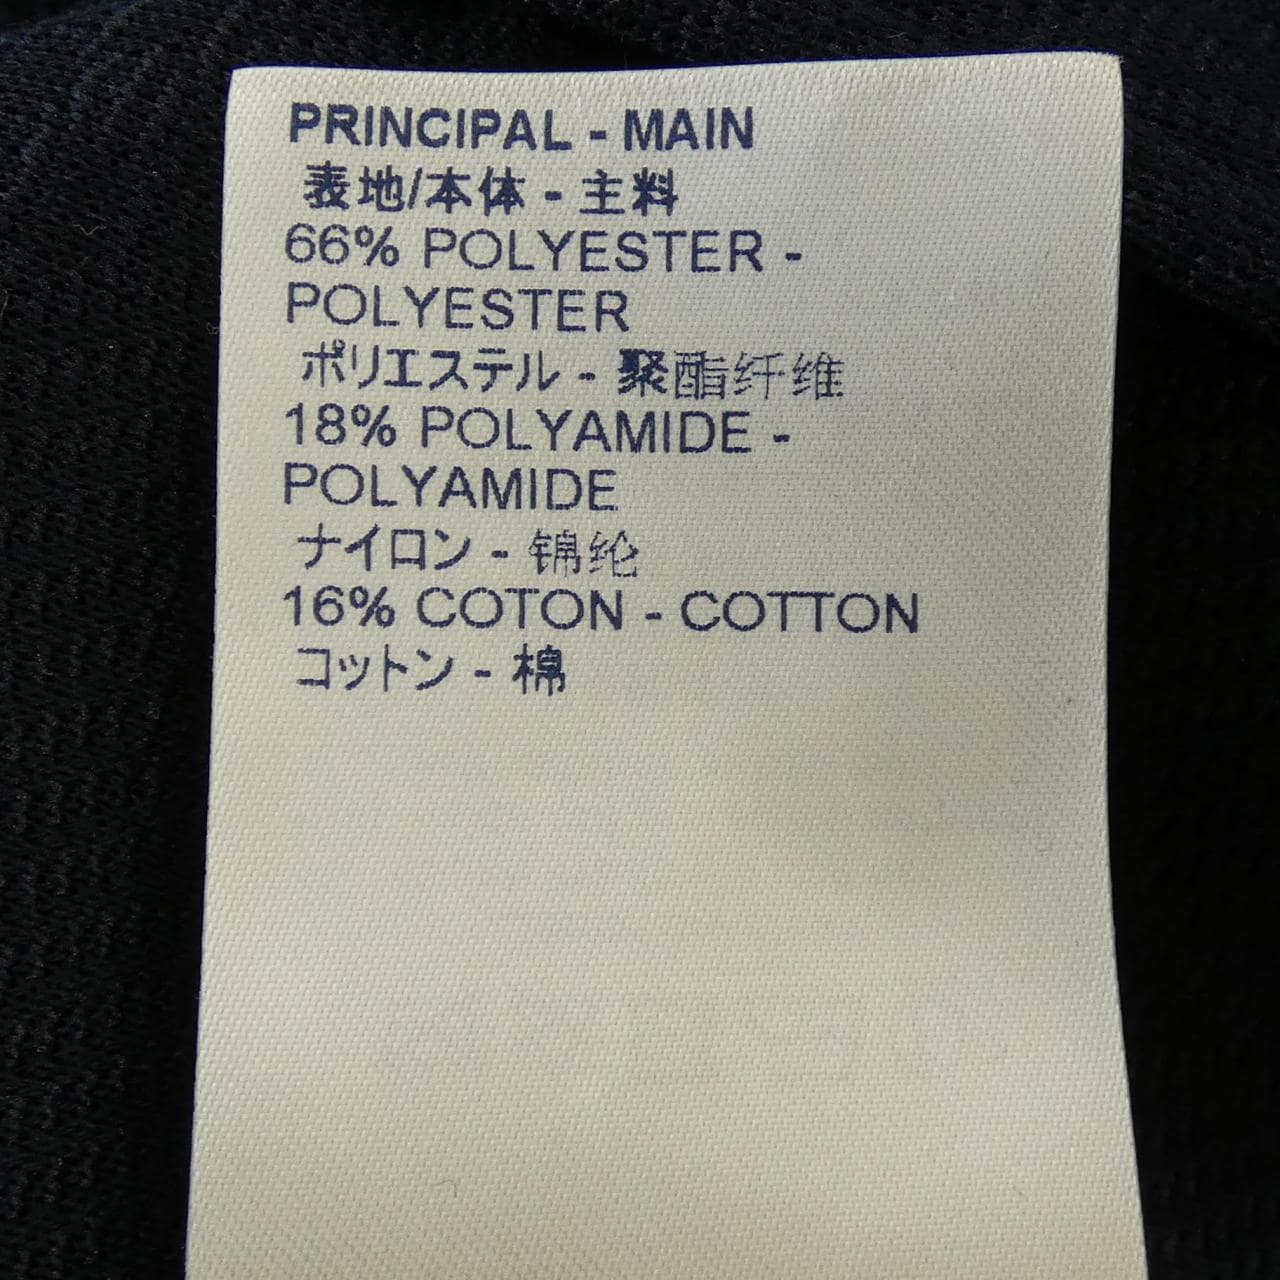 PRINCIPAL - MAIN
表地/本体 - 主料
66% POLYESTER -
POLYESTER
ポリエステル - 聚酯纤维
18% POLYAMIDE -
POLYAMIDE
ナイロン - 锦纶
16% COTON - COTTON
コットン - 棉